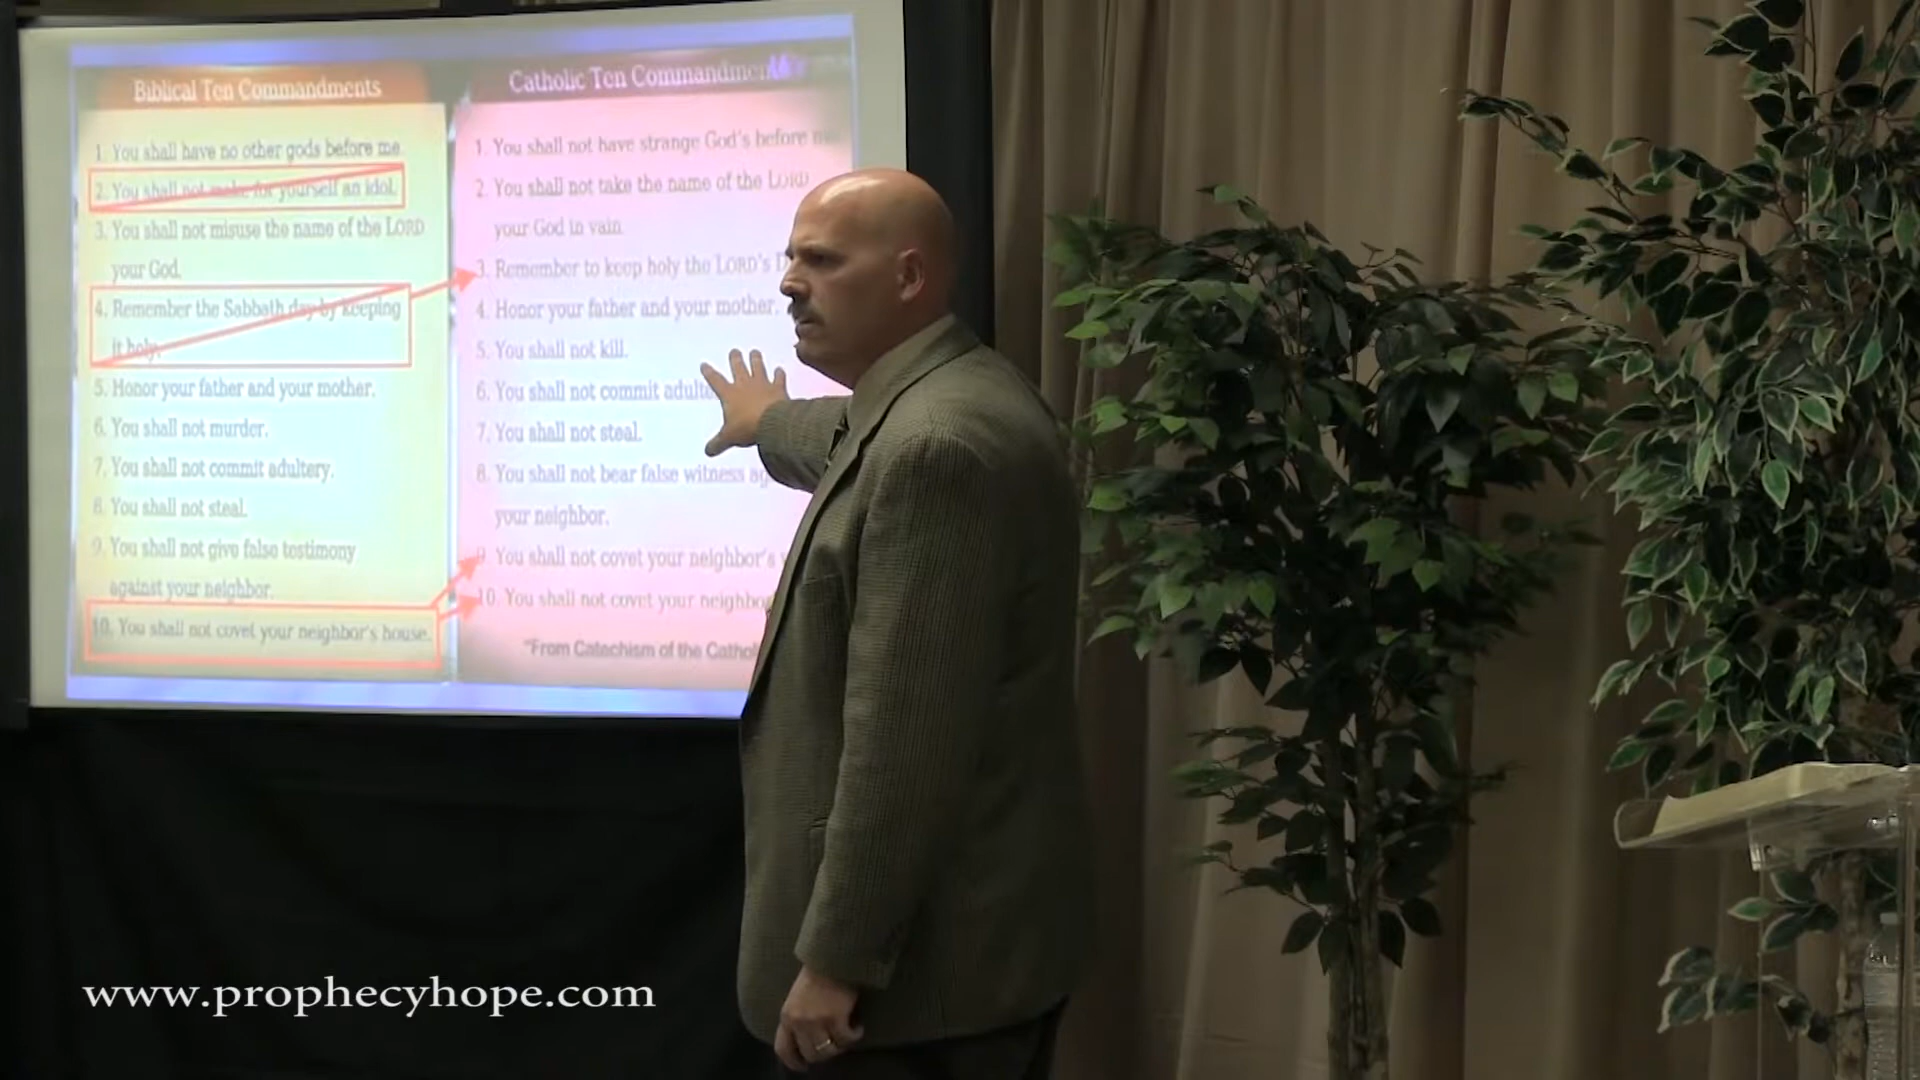 Biblical Ten Commandments
1. You shall have no other gods before me.
2. You shall not make for yourself an idol.
3. You shall not misuse the name of the LORD
your God.
4. Remember the Sabbath day by keeping
it holy.
5. Honor your father and your mother.
6. You shall not murder.
7. You shall not commit adultery.
8. You shall not steal.
9. You shall not give false testimony
against your neighbor.
10. You shall not covet your neighbor's house.
Catholic Ten Commandments
1. You shall not have strange God's before
2. You shall not take the name of the LORD
your God in vain.
3. Remember to keep holy the LORD'S
4. Honor your father and your mother.
5. You shall not kill.
6. You shall not commit
7. You shall not steal.
8. You shall not bear false witness
your neighbor.
9 You shall not covet your neighbor's
10. You shall not covet your
"From Catechism of the
www.prophecyhope.com